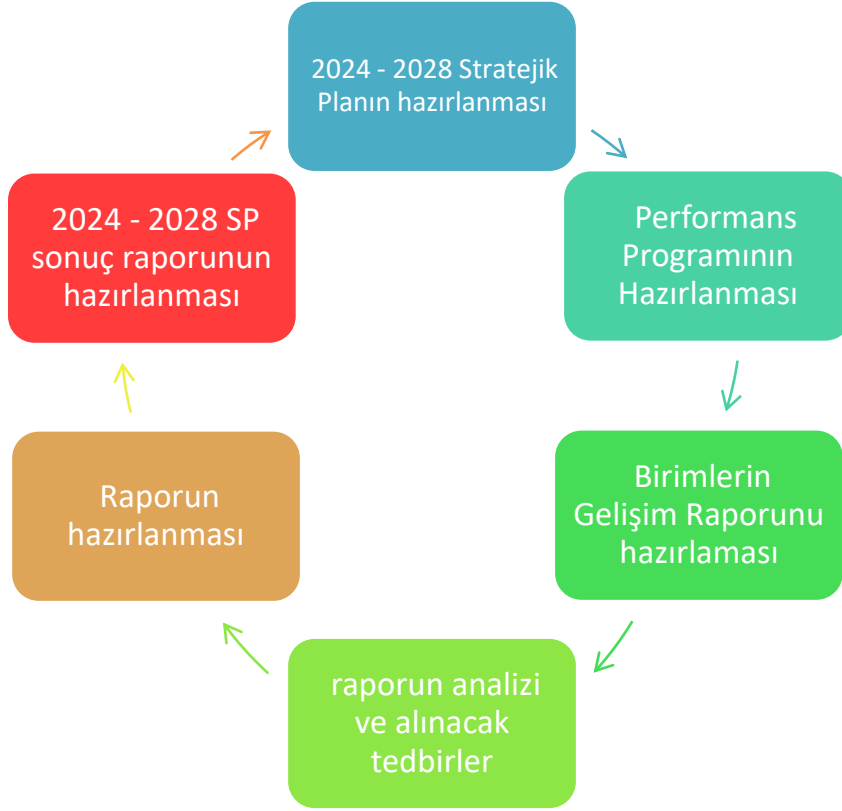 2024 - 2028 Stratejik
Planın hazırlanması
Performans
Programının
Hazırlanması
Birimlerin
Gelişim Raporunu
hazırlaması
raporun analizi
ve alınacak
tedbirler
Raporun
hazırlanması
2024 - 2028 SP
sonuç raporunun
hazırlanması